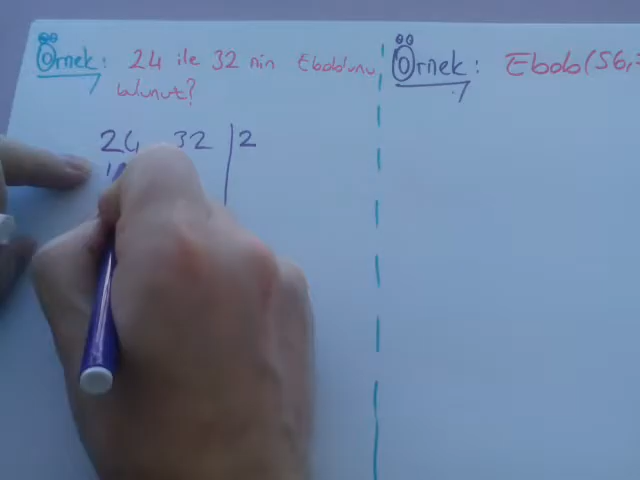 Örnek: 24 ile 32 nin Ebob'unu
bulunuz?
24 32 | 2
Örnek: Ebob(56,